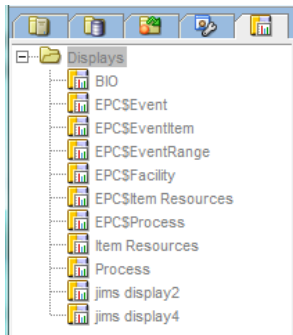 Displays
BIO
EPC$Event
EPC$EventItem
EPC$EventRange
EPC$Facility
EPC$Item Resources
EPC$Process
Item Resources
Process
jims display2
jims display4